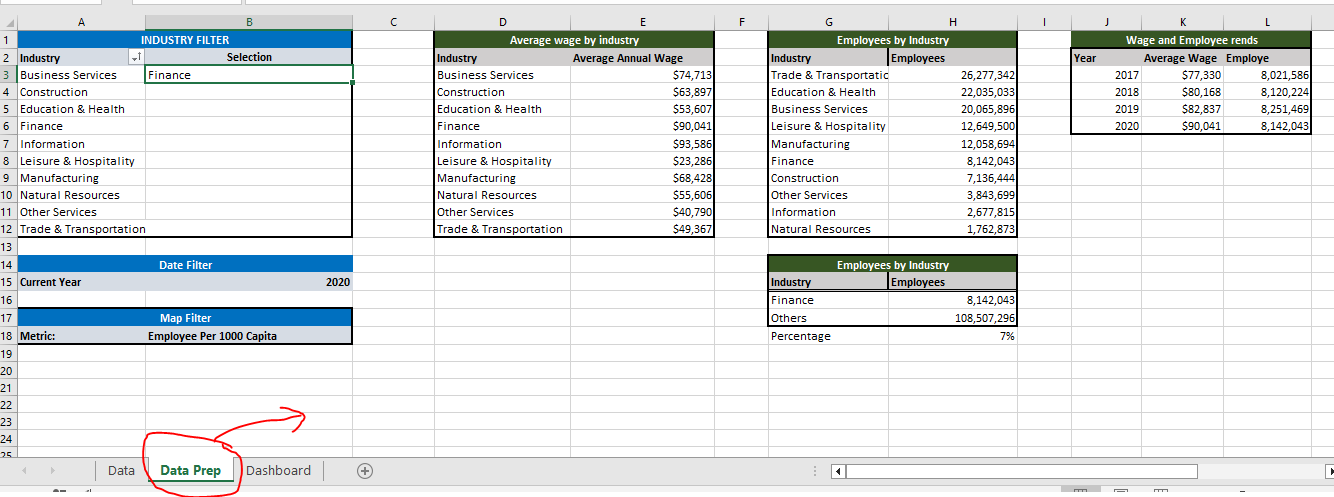 A B C D E F G H I J K L
1 INDUSTRY FILTER Average wage by industry Employees by Industry Wage and Employee rends
2 Industry Selection Industry Average Annual Wage Industry Employees Year Average Wage Employe
3 Business Services Finance Business Services $74,713 Trade & Transportatic 26,277,342 2017 $77,330 8,021,586
4 Construction Construction $63,897 Education & Health 22,035,033 2018 $80,168 8,120,224
5 Education & Health Education & Health $53,607 Business Services 20,065,896 2019 $82,837 8,251,469
6 Finance Finance $90,041 Leisure & Hospitality 12,649,500 2020 $90,041 8,142,043
7 Information Information $93,586 Manufacturing 12,058,694
8 Leisure & Hospitality Leisure & Hospitality $23,286 Finance 8,142,043
9 Manufacturing Manufacturing $68,428 Construction 7,136,444
10 Natural Resources Natural Resources $55,606 Other Services 3,843,699
11 Other Services Other Services $40,790 Information 2,677,815
12 Trade & Transportation Trade & Transportation $49,367 Natural Resources 1,762,873
13
14 Date Filter Employees by Industry
15 Current Year 2020 Industry Employees
16 Finance 8,142,043
17 Map Filter Others 108,507,296
18 Metric: Employee Per 1000 Capita Percentage 7%
19
20
21
22
23
24
25
Data Data Prep Dashboard